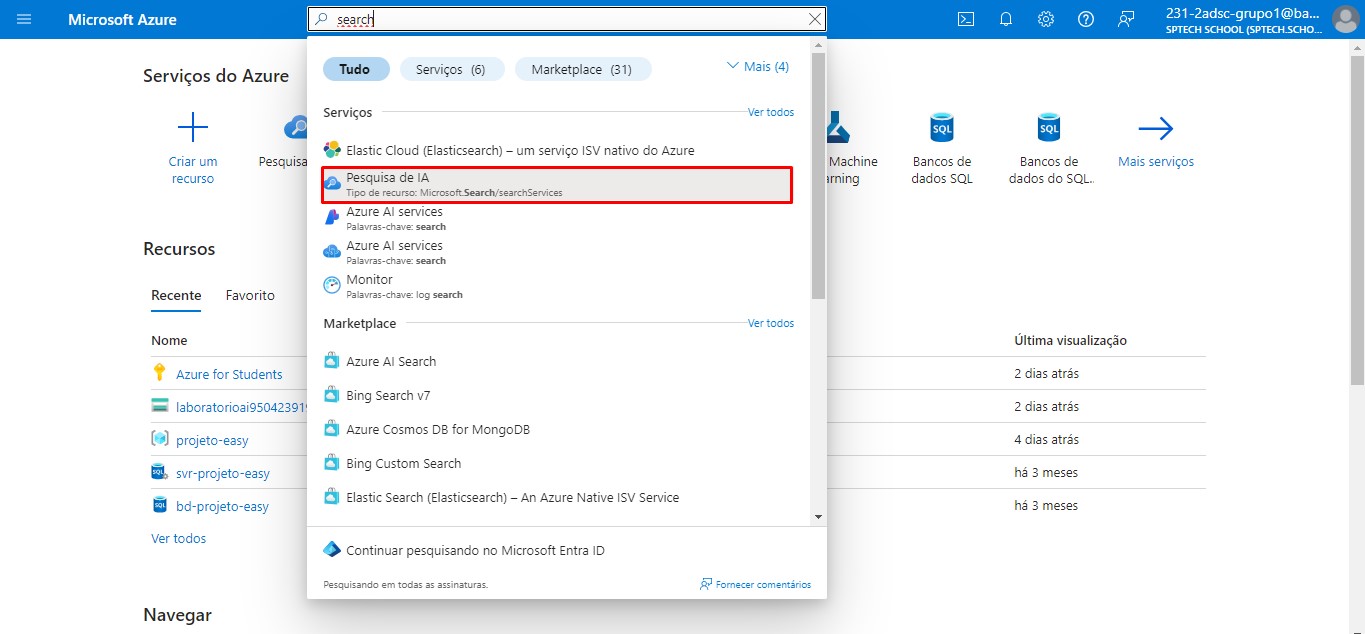 Microsoft Azure
search
231-2adsc-grupo1@ba...
SPTECH SCHOOL (SPTECH.SCHO...
Serviços do Azure
Criar um
recurso
Pesquisa
Machine
rning
Bancos de
dados SQL
Bancos de
dados do SQL..
Mais serviços
Tudo
Serviços (6)
Marketplace (31)
Mais (4)
Serviços
Ver todos
Elastic Cloud (Elasticsearch) – um serviço ISV nativo do Azure
Pesquisa de IA
Tipo de recurso: Microsoft.Search/searchServices
Azure AI services
Palavras-chave: search
Azure AI services
Palavras-chave: search
Monitor
Palavras-chave: log search
Marketplace
Ver todos
Azure AI Search
Bing Search v7
Azure Cosmos DB for MongoDB
Bing Custom Search
Elastic Search (Elasticsearch) – An Azure Native ISV Service
Continuar pesquisando no Microsoft Entra ID
Pesquisando em todas as assinaturas.
Fornecer comentários
Recursos
Recente
Favorito
Nome
Última visualização
Azure for Students
2 dias atrás
laboratorioai95042391
2 dias atrás
projeto-easy
4 dias atrás
svr-projeto-easy
há 3 meses
bd-projeto-easy
há 3 meses
Ver todos
Navegar